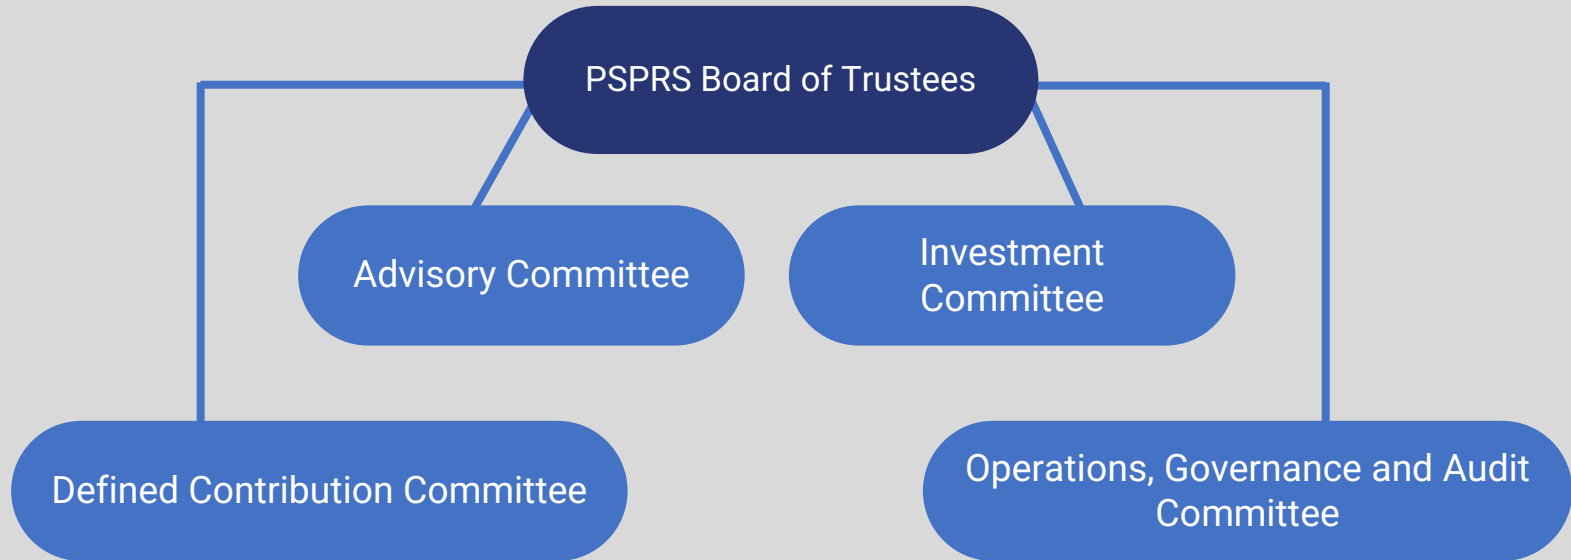 PSPRS Board of Trustees
Advisory Committee
Investment
Committee
Defined Contribution Committee
Operations, Governance and Audit
Committee